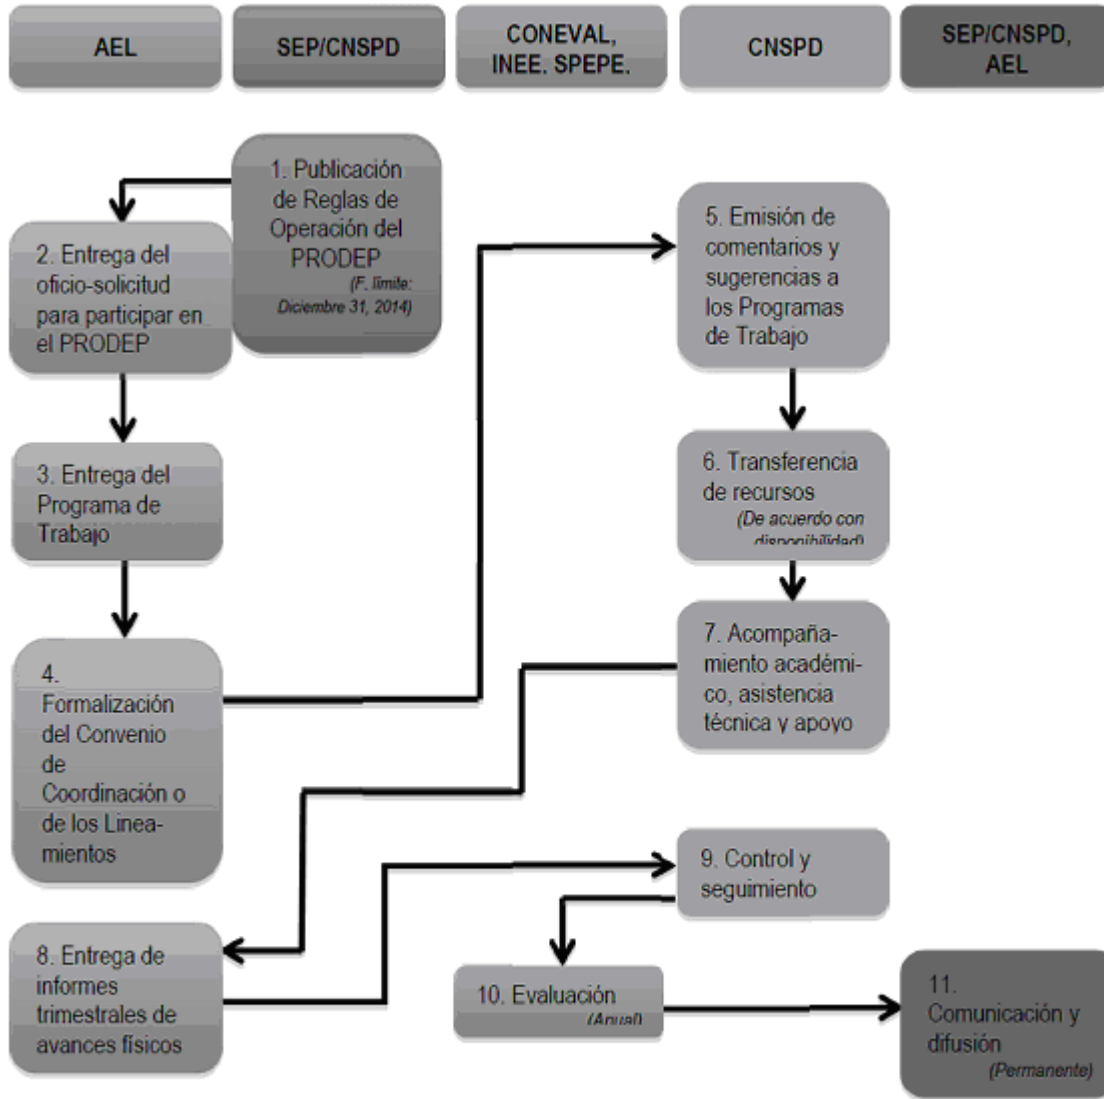 AEL
SEP/CNSPD
CONEVAL,
INEE. SPEPE.
CNSPD
SEP/CNSPD,
AEL
1. Publicación
de Reglas de
Operación del
PRODEP
(F. límite:
Diciembre 31, 2014)
2. Entrega del
oficio-solicitud
para participar en
el PRODEP
3. Entrega del
Programa de
Trabajo
4.
Formalización
del Convenio
de
Coordinación o
de los Linea-
mientos
5. Emisión de
comentarios y
sugerencias a
los Programas
de Trabajo
6. Transferencia
de recursos
(De acuerdo con
disponibilidad)
7. Acompaña-
miento académi-
co, asistencia
técnica y apoyo
8. Entrega de
informes
trimestrales de
avances físicos
9. Control y
seguimiento
10. Evaluación
(Anual)
11.
Comunicación y
difusión
(Permanente)